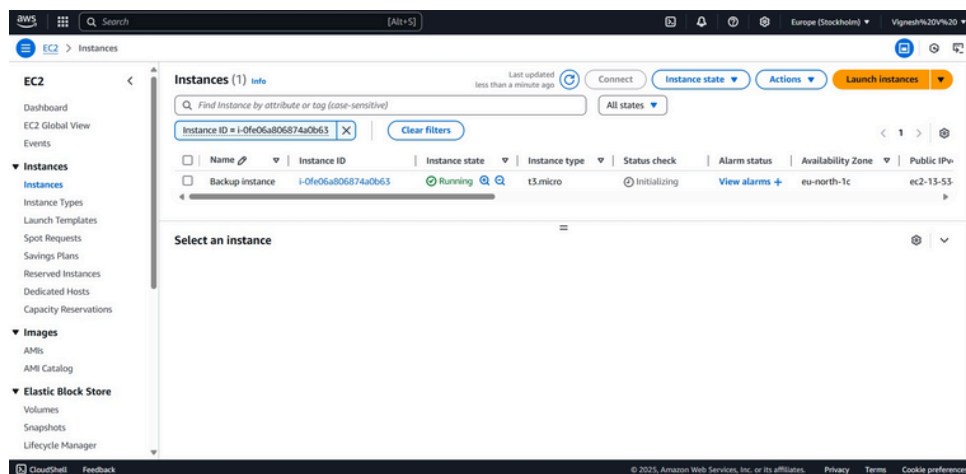 aws Search [Alt+S] Europe (Stockholm) Vignesh%20V%20
EC2 > Instances
EC2
Dashboard
EC2 Global View
Events
Instances
Instances
Instance Types
Launch Templates
Spot Requests
Savings Plans
Reserved Instances
Dedicated Hosts
Capacity Reservations
Images
AMIs
AMI Catalog
Elastic Block Store
Volumes
Snapshots
Lifecycle Manager
Instances (1) Info
Last updated
less than a minute ago
Connect Instance state Actions Launch instances
Find Instance by attribute or tag (case-sensitive) All states
Instance ID = i-0fe06a806874a0b63 Clear filters 1
Name Instance ID Instance state Instance type Status check Alarm status Availability Zone Public IPv
Backup instance i-0fe06a806874a0b63 Running t3.micro Initializing View alarms + eu-north-1c ec2-13-53-
Select an instance
CloudShell Feedback © 2025, Amazon Web Services, Inc. or its affiliates. Privacy Terms Cookie preferences